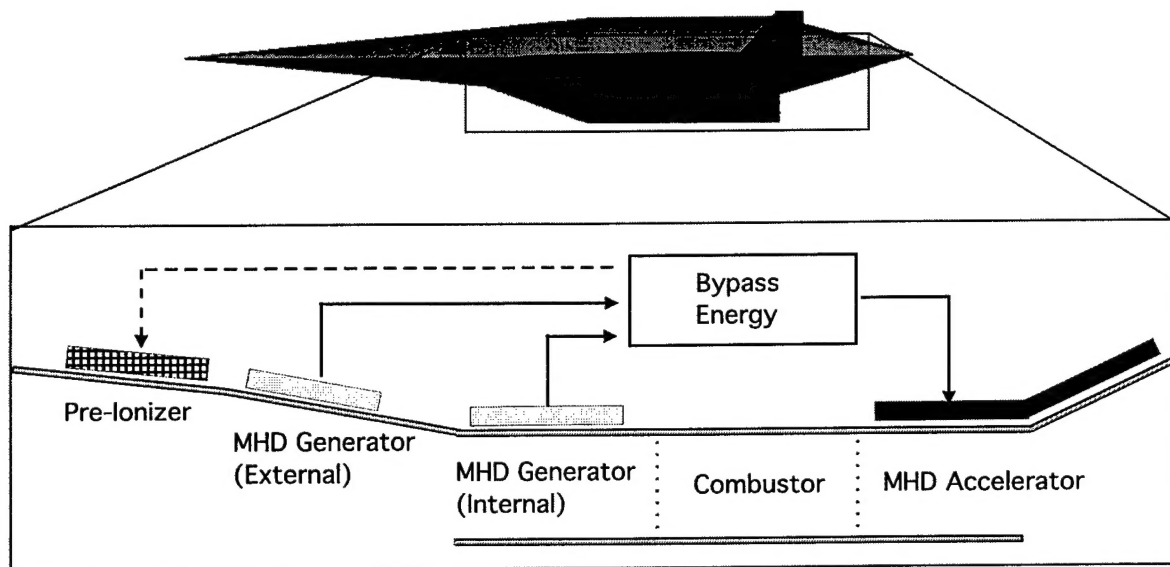 Bypass
Energy
Pre-Ionizer
MHD Generator
(External)
MHD Generator
(Internal)
Combustor
MHD Accelerator